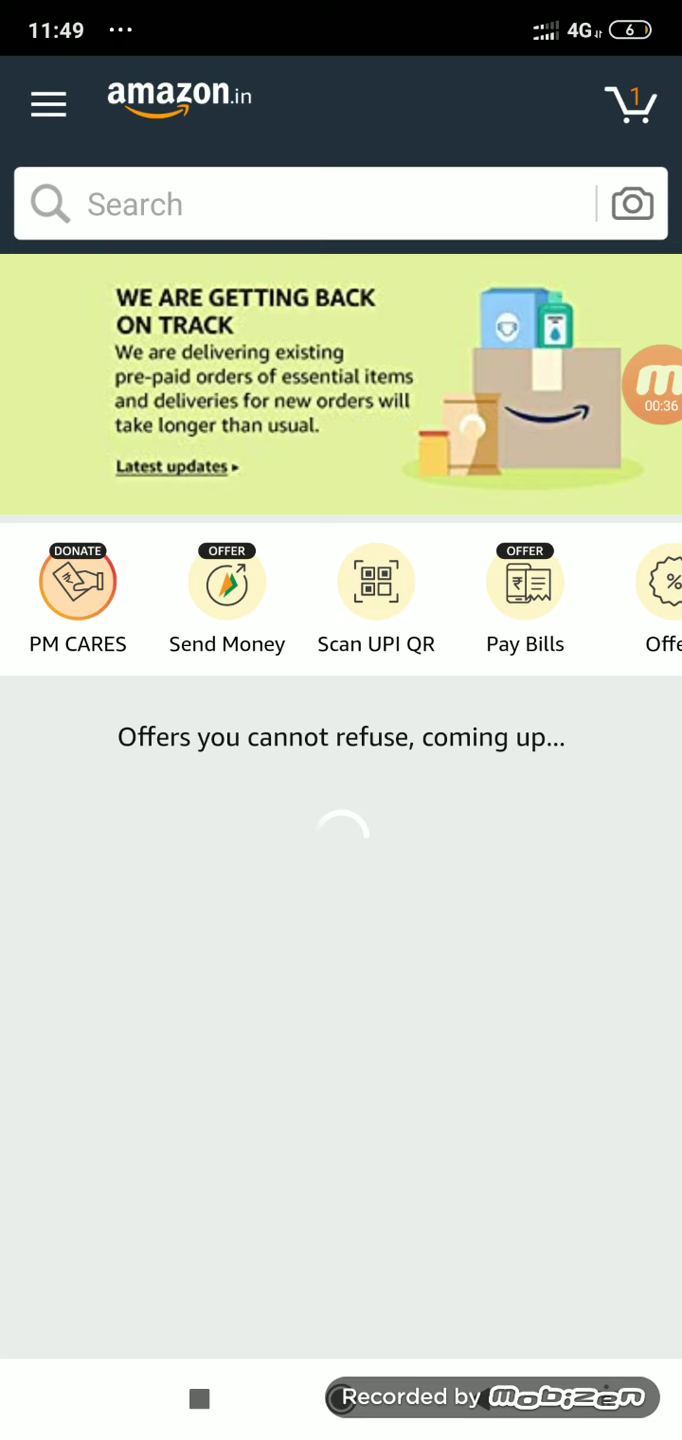 11:49 ... 4G 6
amazon.in
1
Search
WE ARE GETTING BACK
ON TRACK
We are delivering existing
pre-paid orders of essential items
and deliveries for new orders will
take longer than usual.
Latest updates
m
00:36
DONATE OFFER OFFER
₹ ₹ %
PM CARES Send Money Scan UPI QR Pay Bills Offe
Offers you cannot refuse, coming up...
Recorded by mobizen